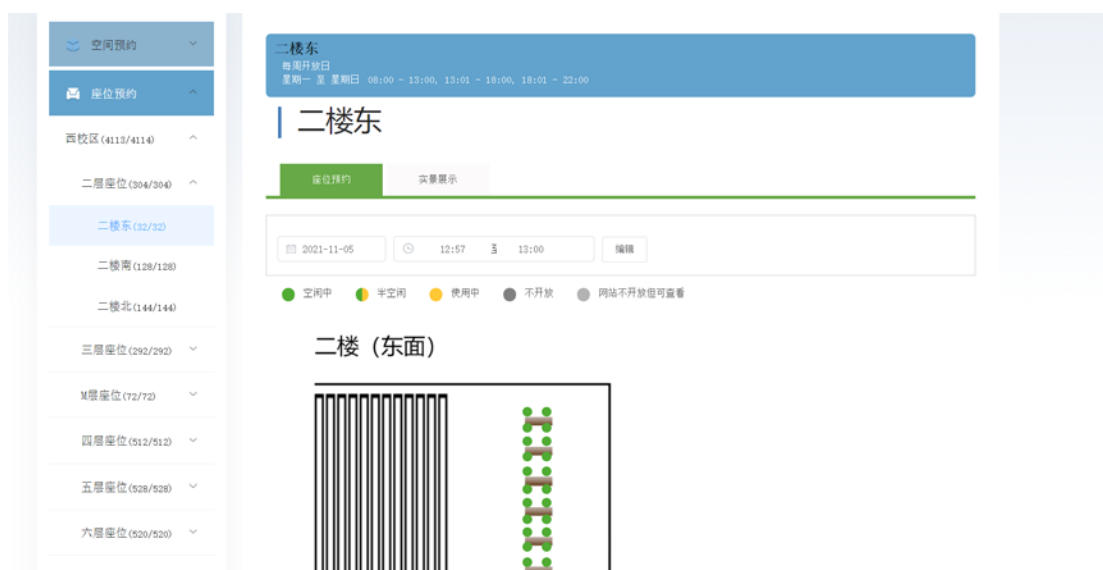 空间预约
座位预约
西校区(4113/4114)
二层座位(304/304)
二楼东(32/32)
二楼南(128/128)
二楼北(144/144)
三层座位(292/292)
M层座位(72/72)
四层座位(512/512)
五层座位(528/528)
六层座位(520/520)
二楼东
每周开放日
星期一 至 星期日 08:00 ~ 13:00, 13:01 ~ 18:00, 18:01 ~ 22:00
二楼东
座位预约 实景展示
2021-11-05 12:57 至 13:00 编辑
空闲中 半空闲 使用中 不开放 网站不开放但可查看
二楼（东面）